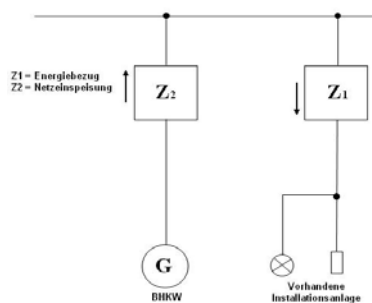 Z1 = Energiebezug
Z2 = Netzeinspeisung
Z2
Z1
G
BHKW
Vorhandene
Installationsanlage